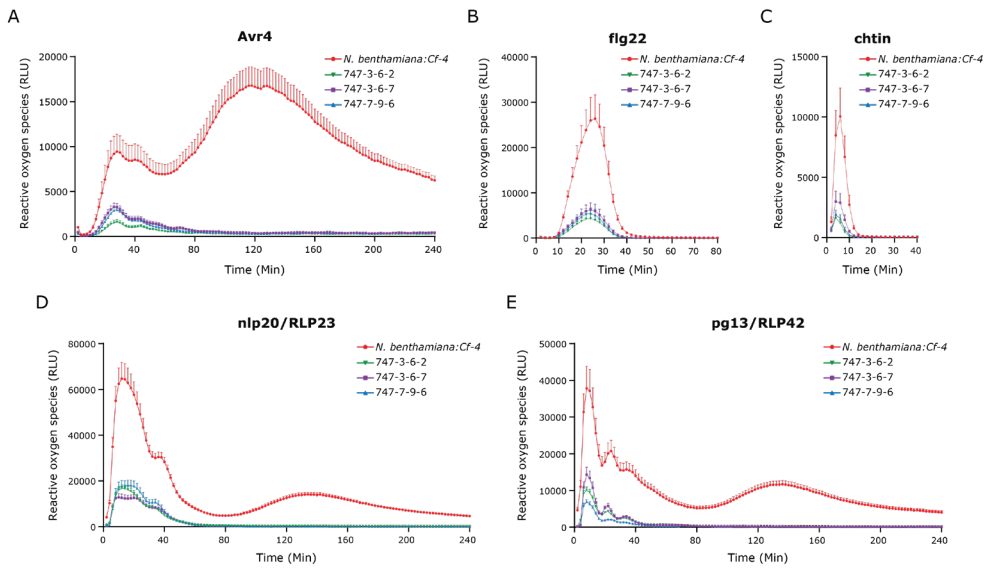 A
Avr4
Reactive oxygen species (RLU)
20000
15000
10000
5000
0
0 40 80 120 160 200 240
Time (Min)
N. benthamiana:Cf-4
747-3-6-2
747-3-6-7
747-7-9-6
B
flg22
Reactive oxygen species (RLU)
40000
30000
20000
10000
0
0 10 20 30 40 50 60 70 80
Time (Min)
N. benthamiana:Cf-4
747-3-6-2
747-3-6-7
747-7-9-6
C
chtin
Reactive oxygen species (RLU)
15000
10000
5000
0
0 10 20 30 40
Time (Min)
N. benthamiana:Cf-4
747-3-6-2
747-3-6-7
747-7-9-6
D
nlp20/RLP23
Reactive oxygen species (RLU)
80000
60000
40000
20000
0
0 40 80 120 160 200 240
Time (Min)
N. benthamiana:Cf-4
747-3-6-2
747-3-6-7
747-7-9-6
E
pg13/RLP42
Reactive oxygen species (RLU)
50000
40000
30000
20000
10000
0
0 40 80 120 160 200 240
Time (Min)
N. benthamiana:Cf-4
747-3-6-2
747-3-6-7
747-7-9-6